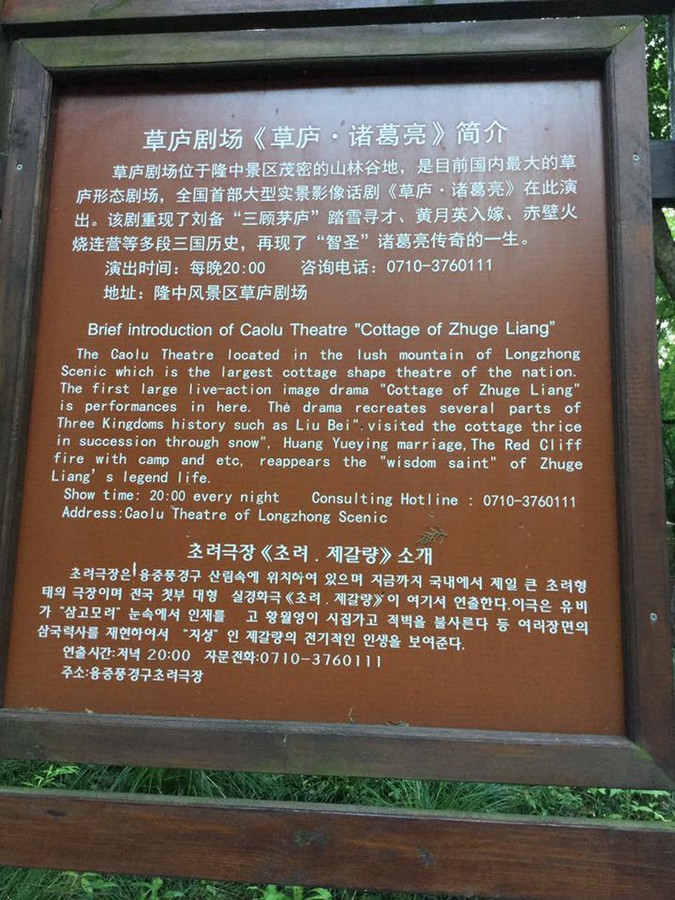 草庐剧场《草庐·诸葛亮》简介
草庐剧场位于隆中景区茂密的山林谷地，是目前国内最大的草
庐形态剧场，全国首部大型实景影像话剧《草庐·诸葛亮》在此演
出。该剧重现了刘备“三顾茅庐”踏雪寻才、黄月英入嫁、赤壁火
烧连营等多段三国历史，再现了“智圣”诸葛亮传奇的一生。
演出时间：每晚20:00 咨询电话：0710-3760111
地址：隆中风景区草庐剧场
Brief introduction of Caolu Theatre "Cottage of Zhuge Liang"
The Caolu Theatre located in the lush mountain of Longzhong
Scenic which is the largest cottage shape theatre of the nation.
The first large live-action image drama "Cottage of Zhuge Liang"
is performances in here. The drama recreates several parts of
Three Kingdoms history such as Liu Bei" visited the cottage thrice
in succession through snow", Huang Yueying marriage,The Red Cliff
fire with camp and etc, reappears the "wisdom saint" of Zhuge
Liang's legend life.
Show time: 20:00 every night Consulting Hotline : 0710-3760111
Address:Caolu Theatre of Longzhong Scenic
초려극장《초려．제갈량》소개
초려극장은 융중풍경구 산림속에 위치하여 있으며 지금까지 국내에서 제일 큰 초려형
태의 극장이며 전국 첫부 대형 실경화극《초려．제갈량》이 여기서 연출한다.이극은 유비
가 "삼고모려" 눈속에서 인재를 고 황월영이 시집가고 적벽을 불사른다 등 여러장면의
삼국력사를 재현하여서 "지성" 인 제갈량의 전기적인 인생을 보여준다.
연출시간:저녁 20:00 자문전화:0710-3760111
주소:융중풍경구초려극장